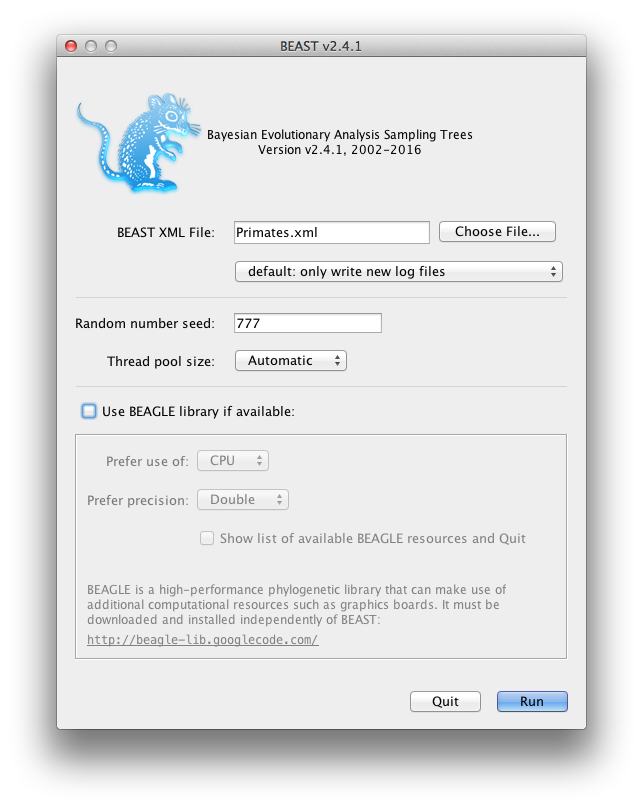 BEAST v2.4.1
Bayesian Evolutionary Analysis Sampling Trees
Version v2.4.1, 2002-2016
BEAST XML File: Primates.xml Choose File...
default: only write new log files
Random number seed: 777
Thread pool size: Automatic
Use BEAGLE library if available:
Prefer use of: CPU
Prefer precision: Double
Show list of available BEAGLE resources and Quit
BEAGLE is a high-performance phylogenetic library that can make use of
additional computational resources such as graphics boards. It must be
downloaded and installed independently of BEAST:
http://beagle-lib.googlecode.com/
Quit Run